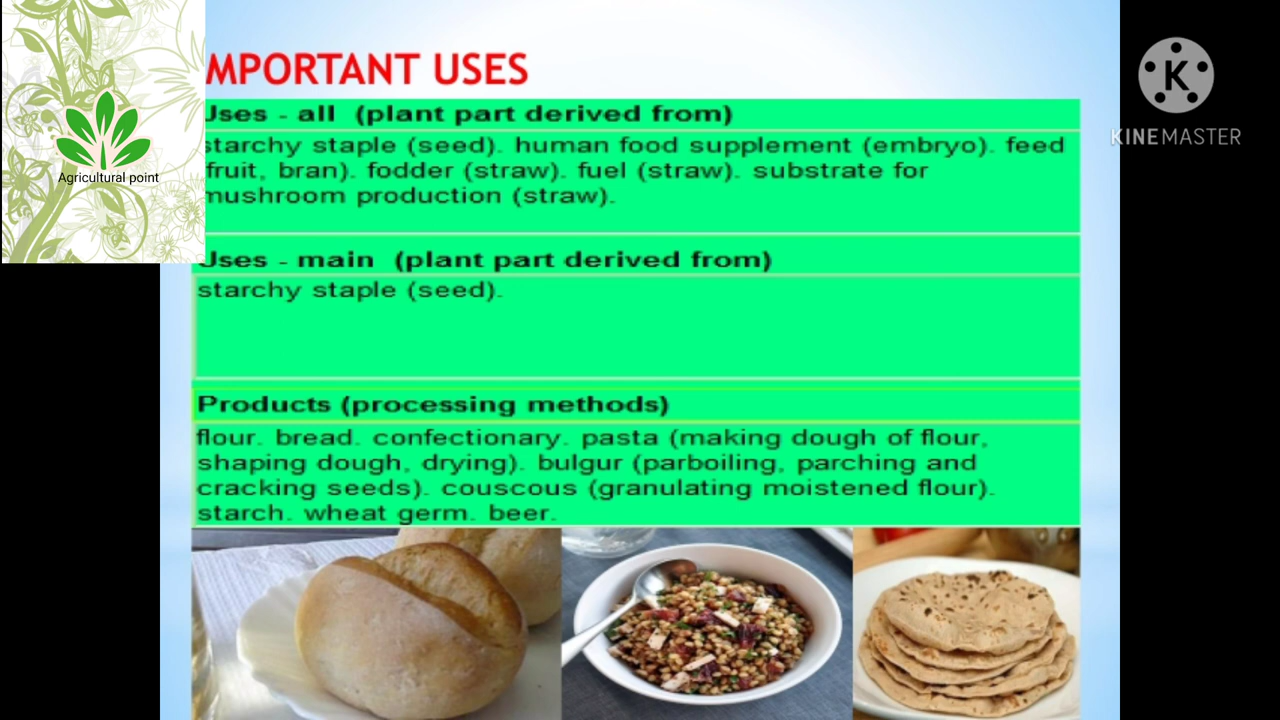 MPORTANT USES
Uses - all (plant part derived from)
starchy staple (seed). human food supplement (embryo). feed
fruit, bran). fodder (straw). fuel (straw). substrate for
mushroom production (straw).
Uses - main (plant part derived from)
starchy staple (seed).
Products (processing methods)
flour. bread. confectionary. pasta (making dough of flour,
shaping dough, drying). bulgur (parboiling, parching and
cracking seeds). couscous (granulating moistened flour).
starch. wheat germ. beer.
Agricultural point
K
KINEMASTER